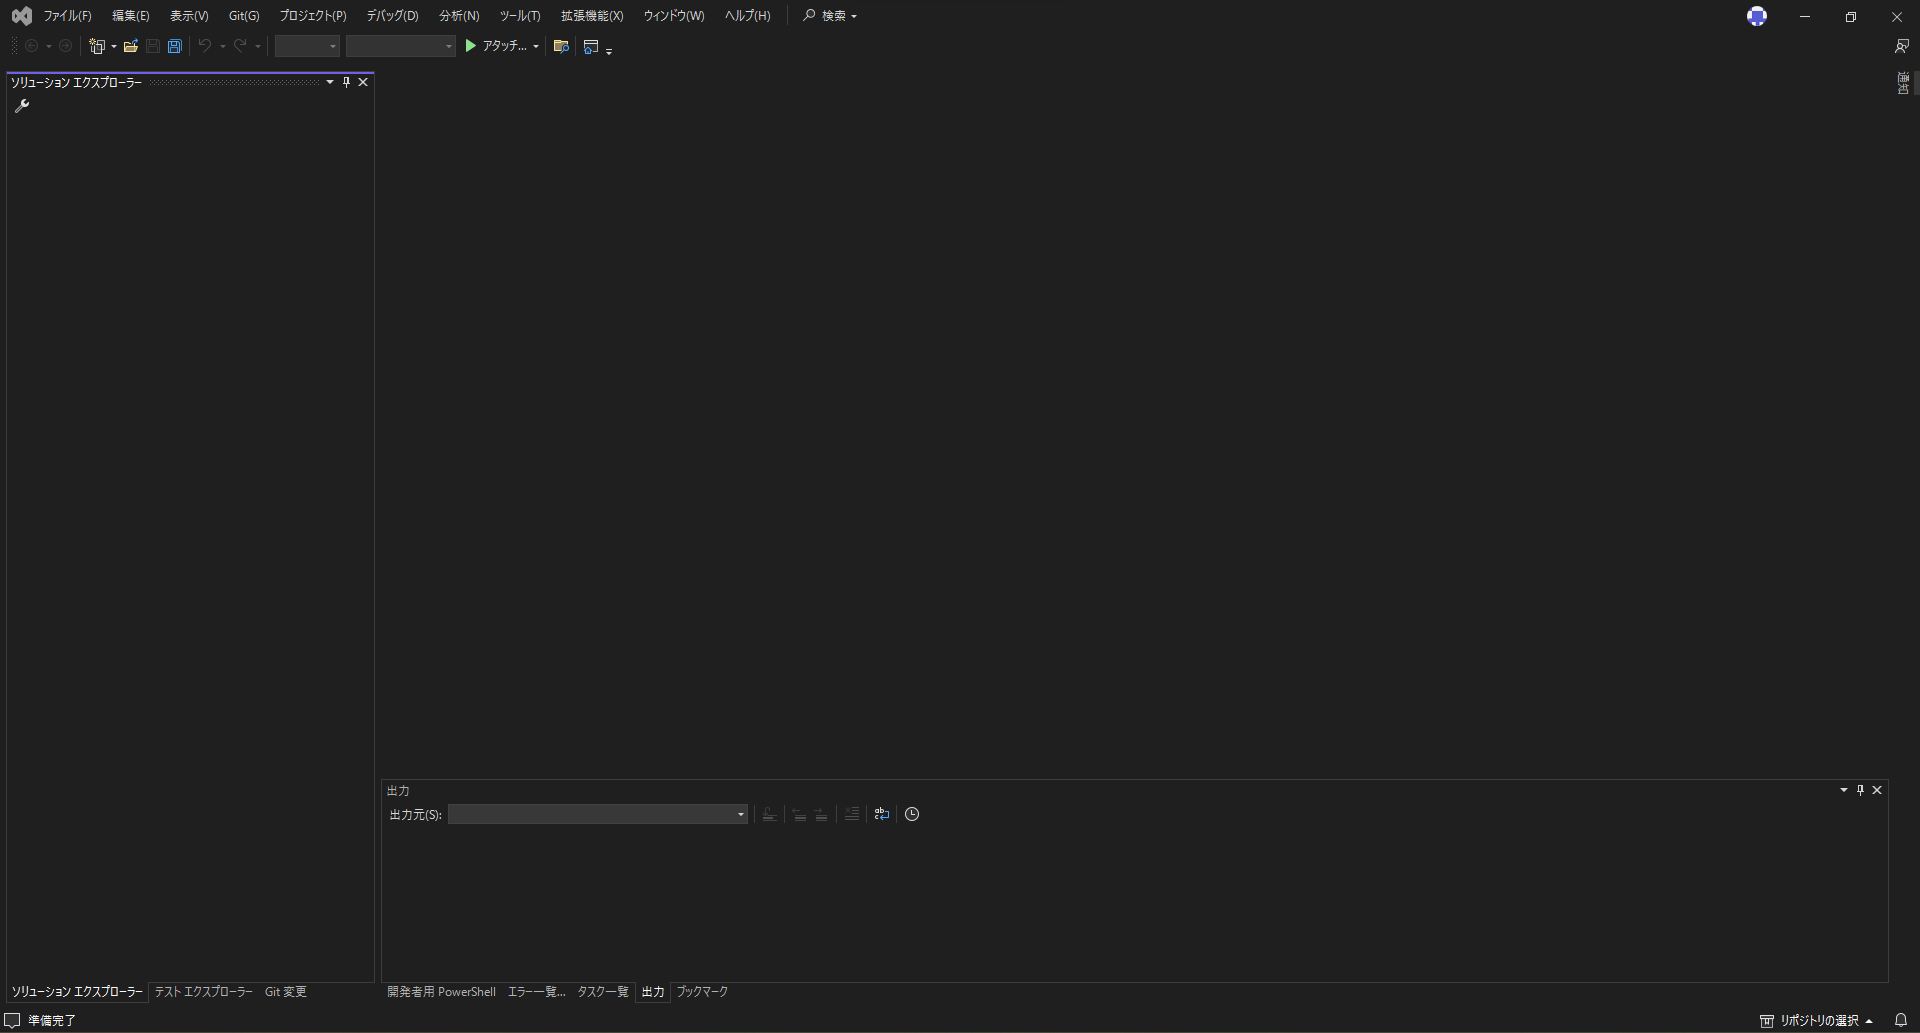 ファイル(F) 編集(E) 表示(V) Git(G) プロジェクト(P) デバッグ(D) 分析(N) ツール(T) 拡張機能(X) ウィンドウ(W) ヘルプ(H) 検索
アタッチ...
ソリューション エクスプローラー
通知
出力
出力元(S):
ソリューション エクスプローラー テスト エクスプローラー Git 変更
開発者用 PowerShell エラー一覧... タスク一覧 出力 ブックマーク
準備完了 リポジトリの選択